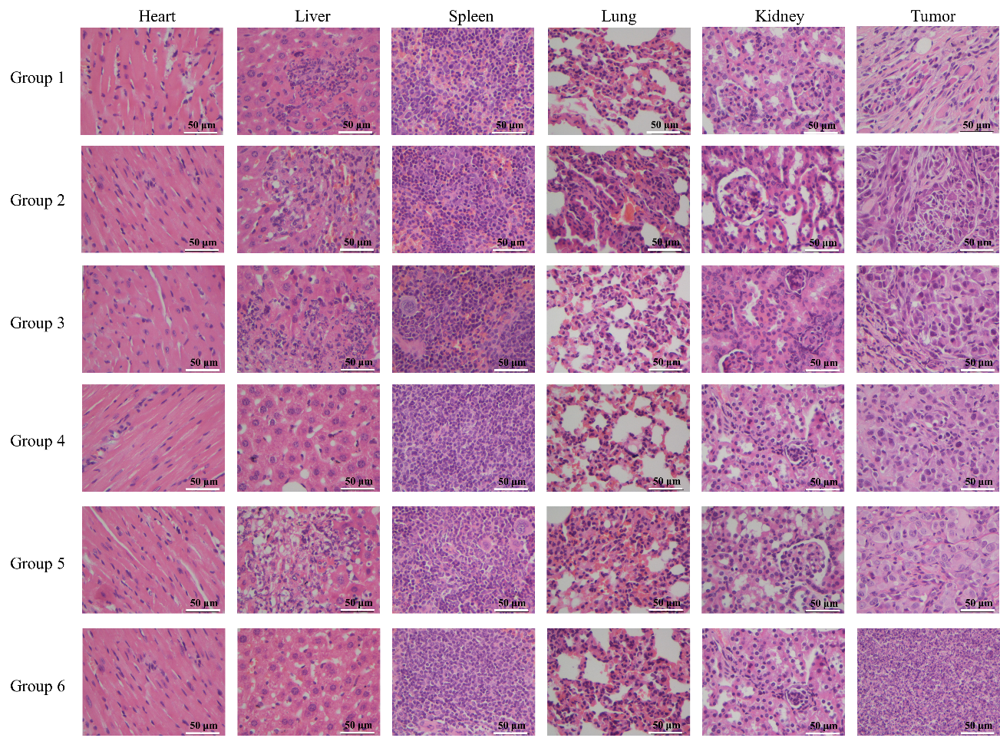 Heart Liver Spleen Lung Kidney Tumor
Group 1
50 µm 50 µm 50 µm 50 µm 50 µm 50 µm
Group 2
50 µm 50 µm 50 µm 50 µm 50 µm 50 µm
Group 3
50 µm 50 µm 50 µm 50 µm 50 µm 50 µm
Group 4
50 µm 50 µm 50 µm 50 µm 50 µm 50 µm
Group 5
50 µm 50 µm 50 µm 50 µm 50 µm 50 µm
Group 6
50 µm 50 µm 50 µm 50 µm 50 µm 50 µm